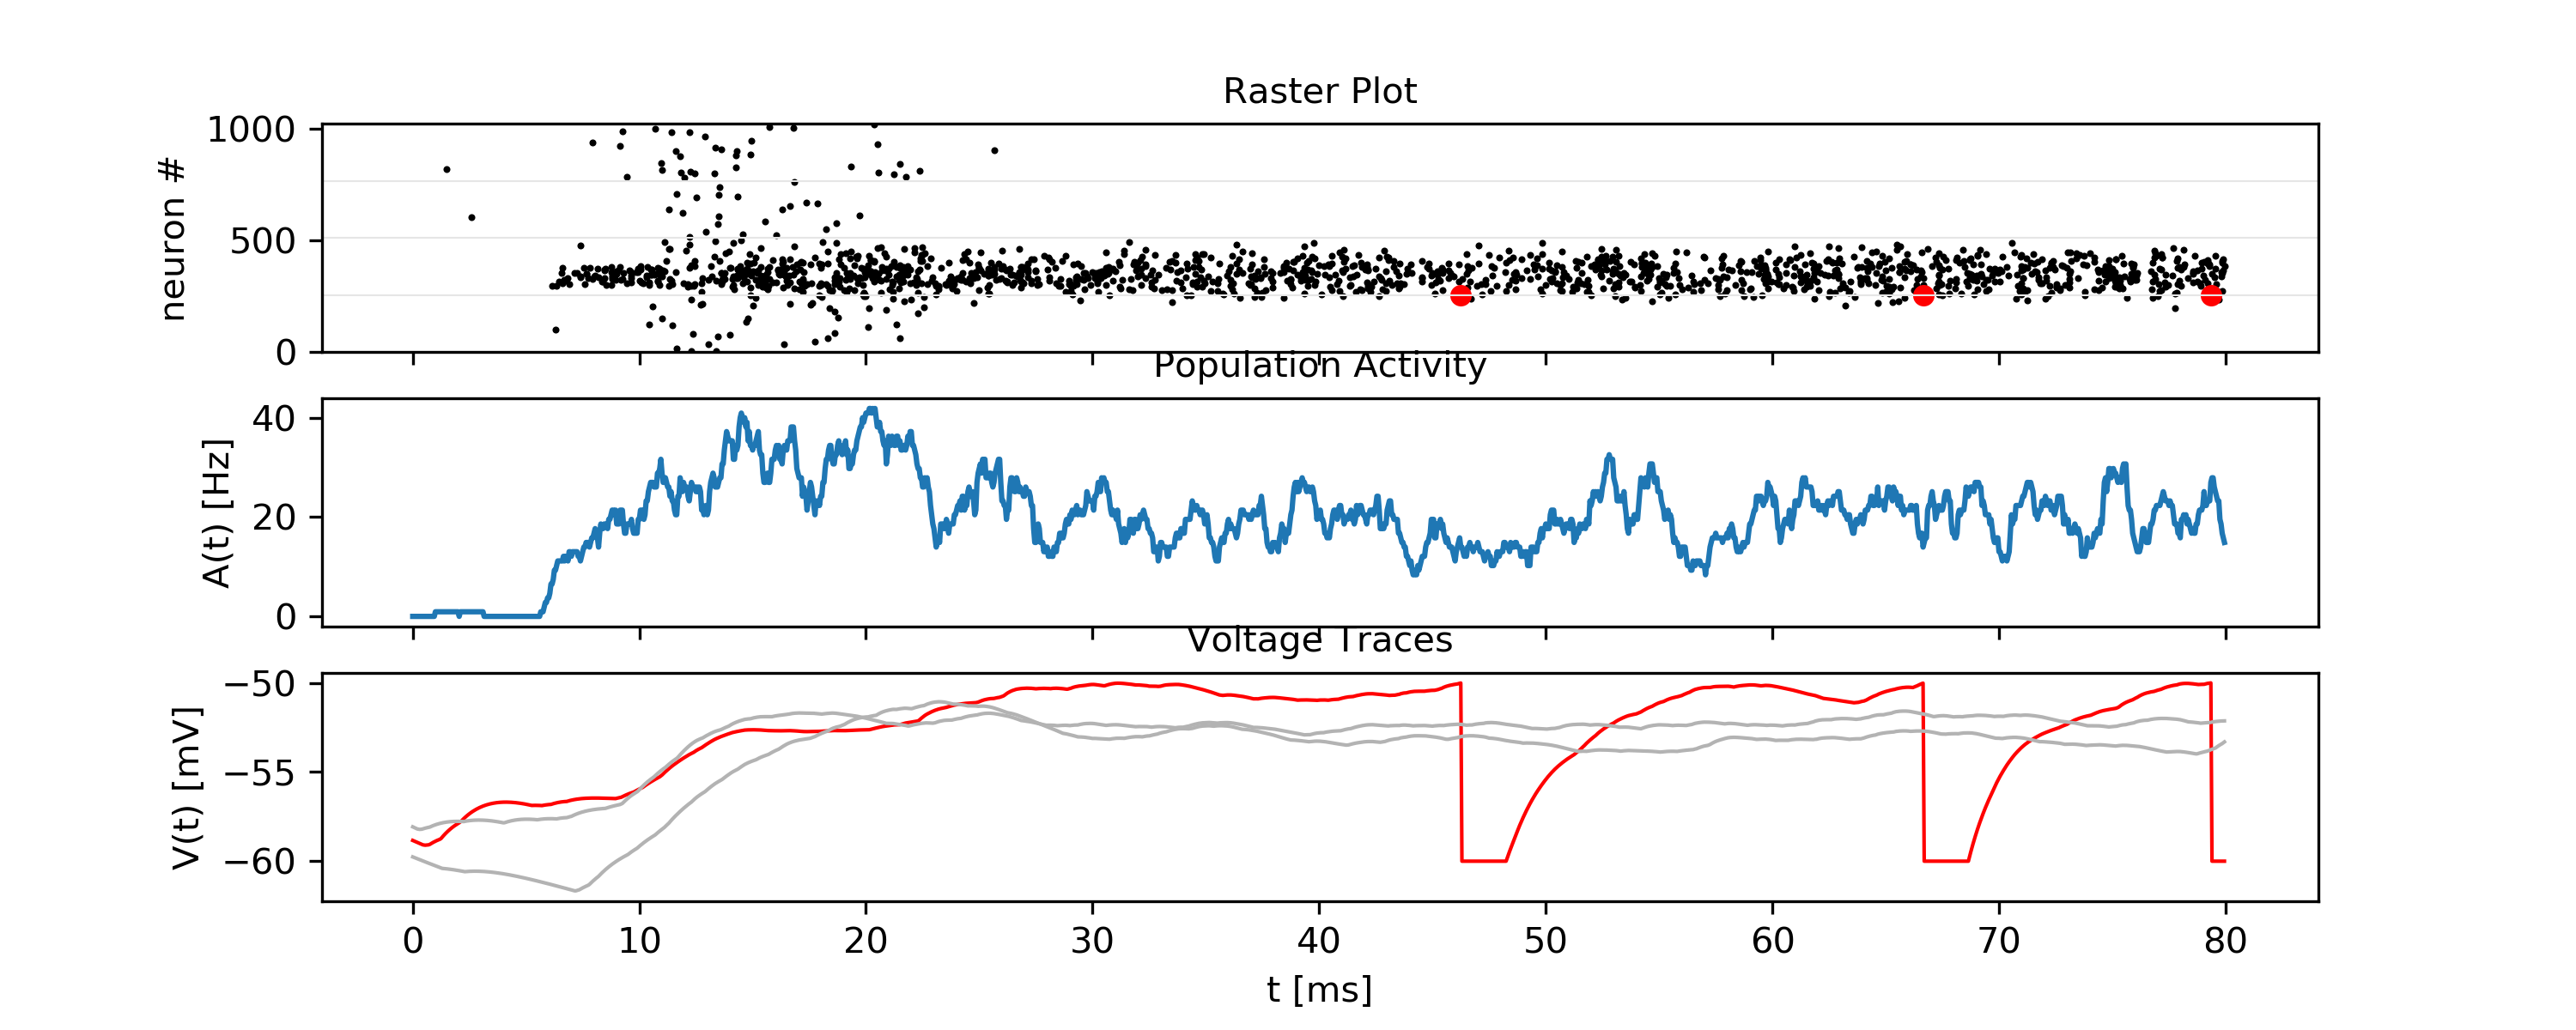 Raster Plot
1000
500
0
neuron #
Population Activity
40
20
0
A(t) [Hz]
Voltage Traces
−50
−55
−60
V(t) [mV]
0 10 20 30 40 50 60 70 80
t [ms]